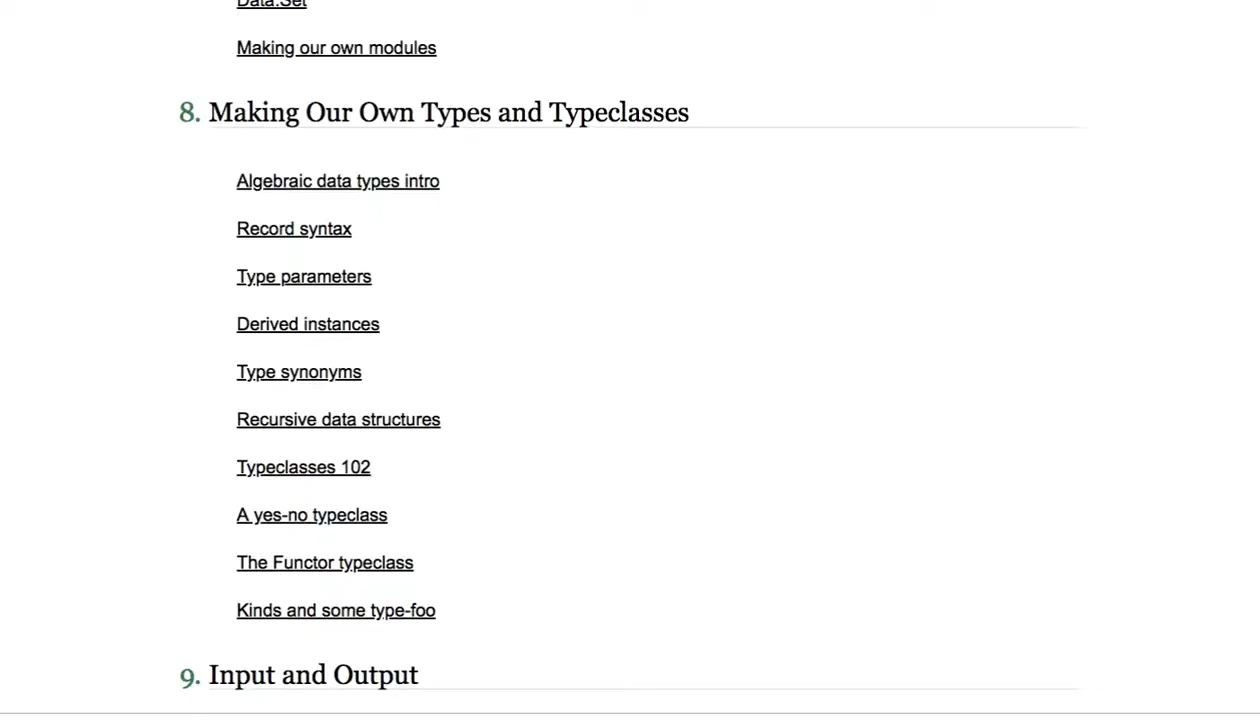 Data.Set
Making our own modules
8. Making Our Own Types and Typeclasses
Algebraic data types intro
Record syntax
Type parameters
Derived instances
Type synonyms
Recursive data structures
Typeclasses 102
A yes-no typeclass
The Functor typeclass
Kinds and some type-foo
9. Input and Output